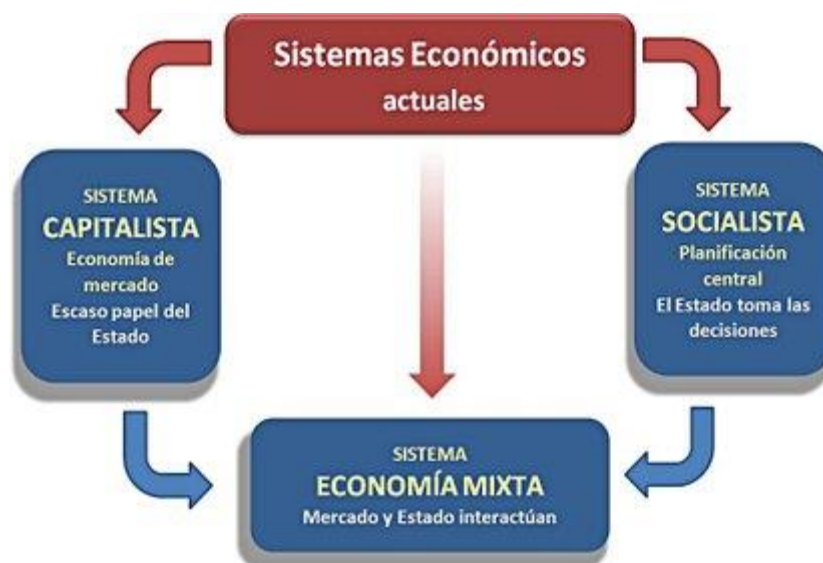 Sistemas Económicos
actuales
SISTEMA
CAPITALISTA
Economía de
mercado
Escaso papel del
Estado
SISTEMA
SOCIALISTA
Planificación
central
El Estado toma las
decisiones
SISTEMA
ECONOMÍA MIXTA
Mercado y Estado interactúan